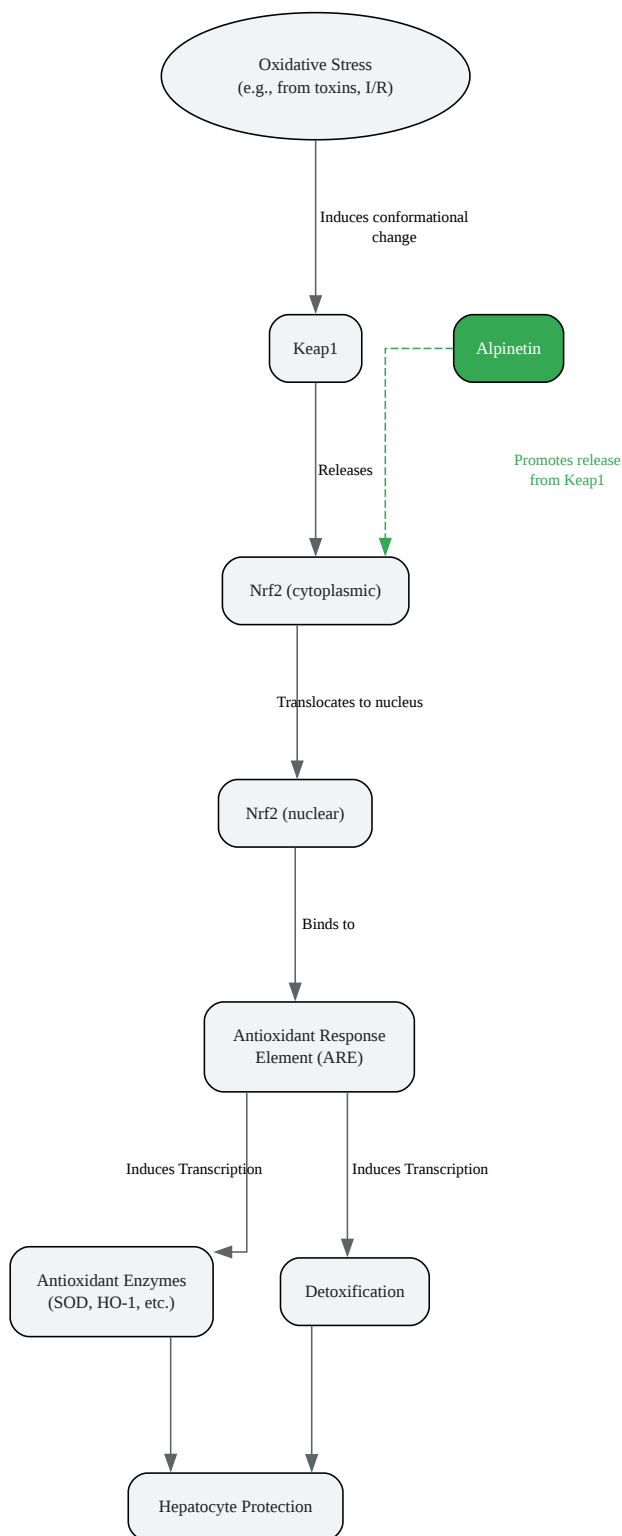 Oxidative Stress
(e.g., from toxins, I/R)
Induces conformational
change
Keap1
Alpinetin
Releases
Promotes release
from Keap1
Nrf2 (cytoplasmic)
Translocates to nucleus
Nrf2 (nuclear)
Binds to
Antioxidant Response
Element (ARE)
Induces Transcription
Induces Transcription
Antioxidant Enzymes
(SOD, HO-1, etc.)
Detoxification
Hepatocyte Protection